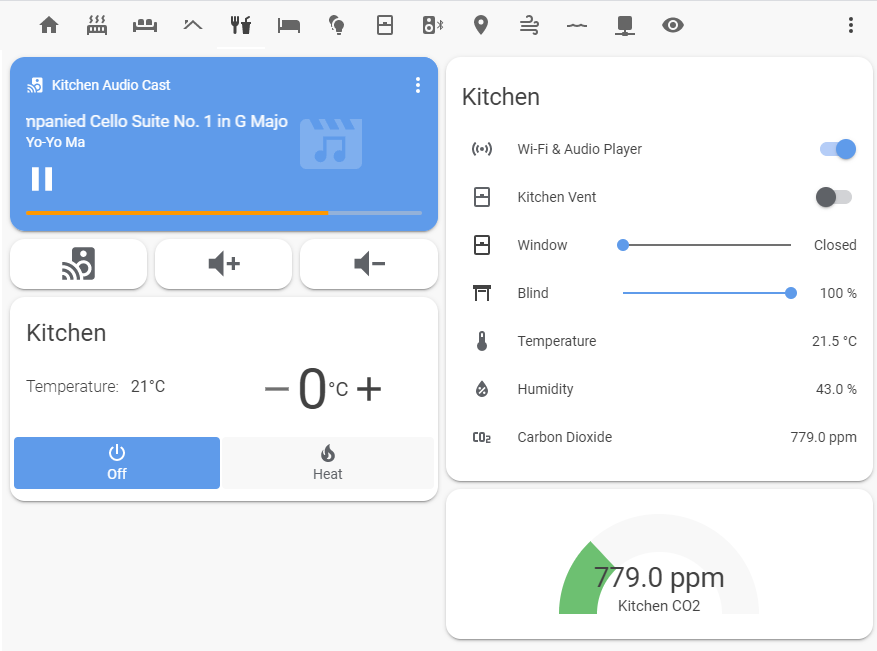 Kitchen Audio Cast
npanied Cello Suite No. 1 in G Majo
Yo-Yo Ma
Kitchen
Temperature: 21°C
0 °C
Off
Heat
Kitchen
Wi-Fi & Audio Player
Kitchen Vent
Window Closed
Blind 100 %
Temperature 21.5 °C
Humidity 43.0 %
CO2 Carbon Dioxide 779.0 ppm
779.0 ppm
Kitchen CO2